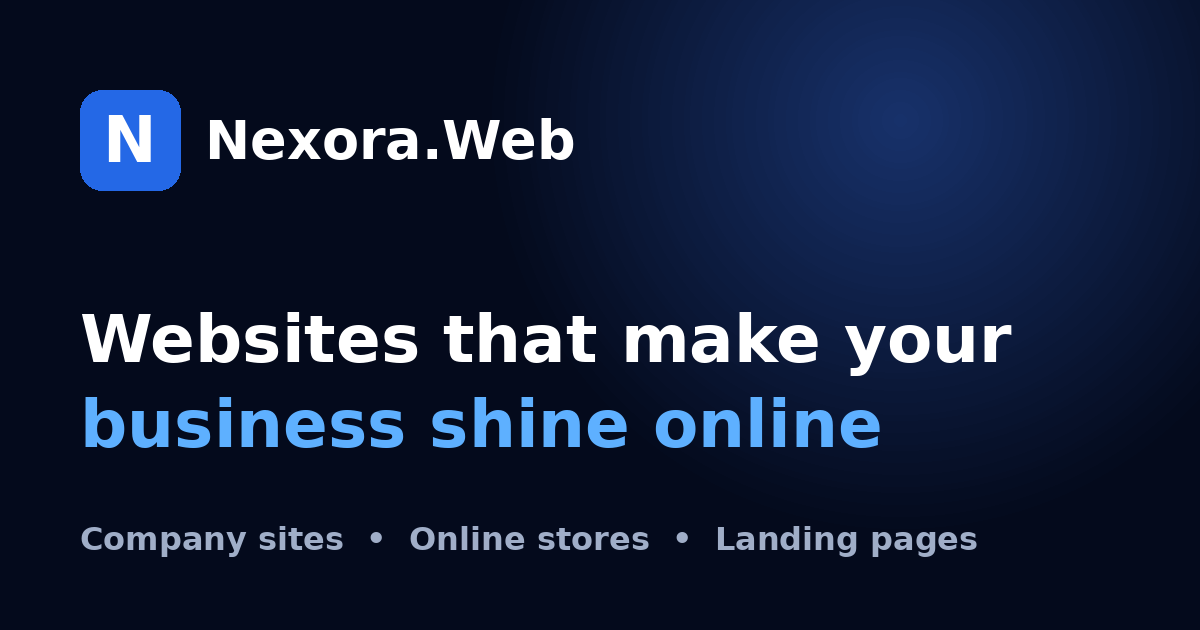 N Nexora.Web
Websites that make your
business shine online
Company sites • Online stores • Landing pages